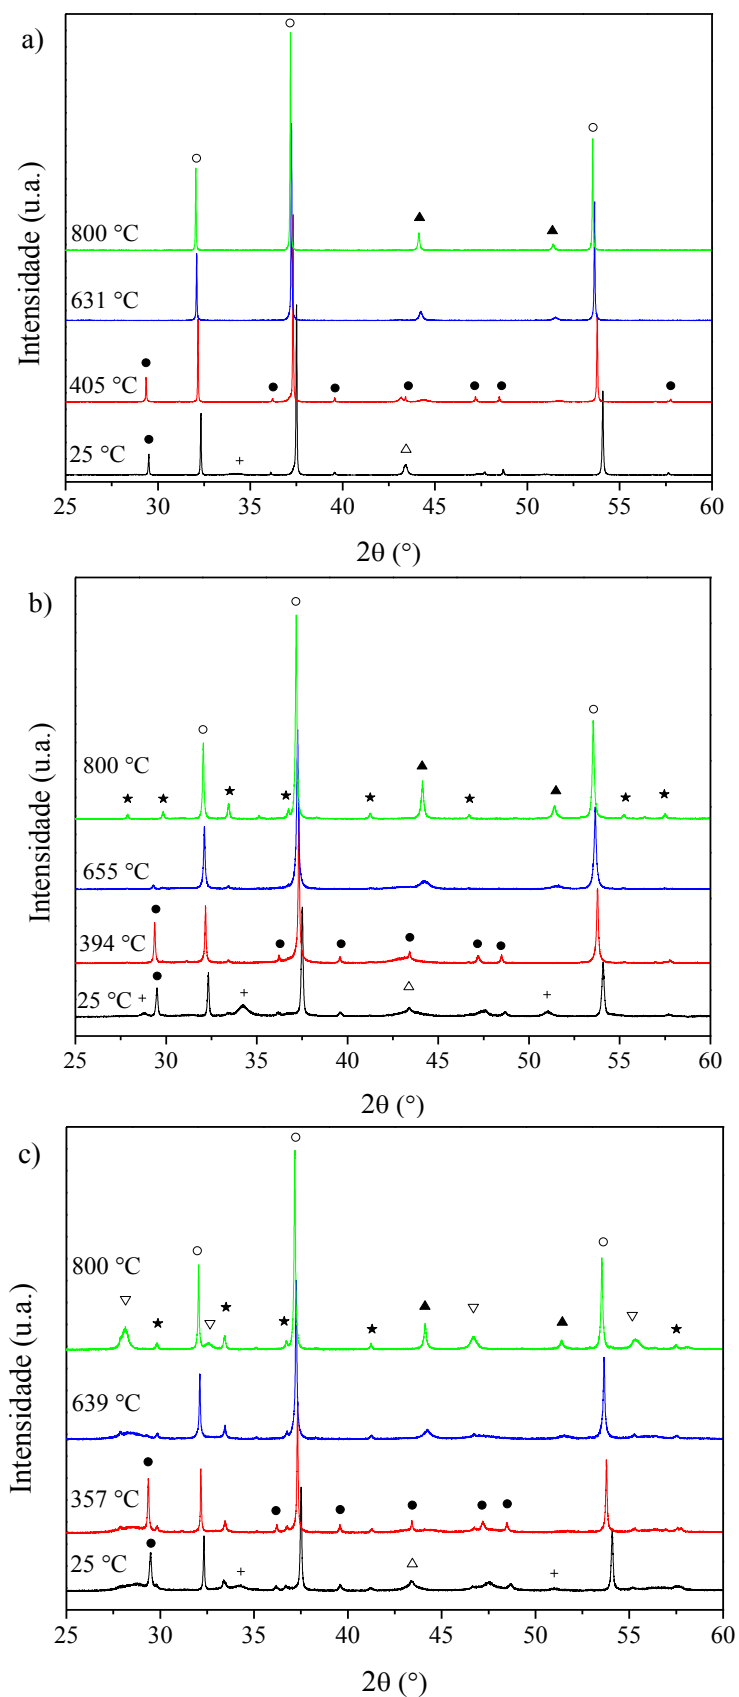 a)
Intensidade (u.a.)
800 °C
631 °C
405 °C
25 °C
25 30 35 40 45 50 55 60
2θ (°)
b)
Intensidade (u.a.)
800 °C
655 °C
394 °C
25 °C
25 30 35 40 45 50 55 60
2θ (°)
c)
Intensidade (u.a.)
800 °C
639 °C
357 °C
25 °C
25 30 35 40 45 50 55 60
2θ (°)